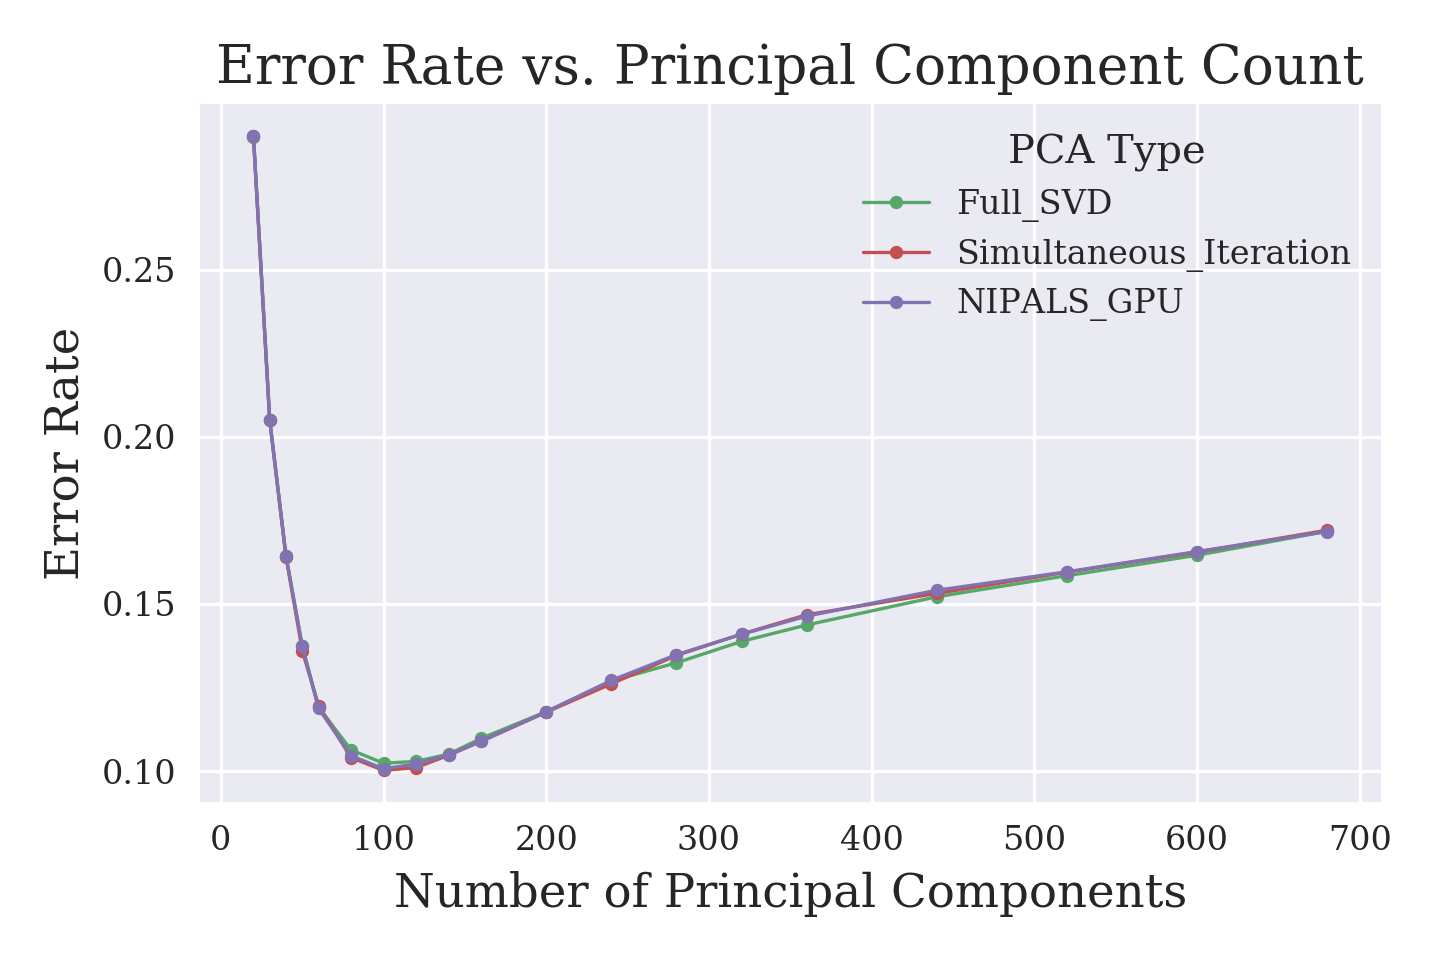 Error Rate vs. Principal Component Count
PCA Type
Full_SVD
Simultaneous_Iteration
NIPALS_GPU
Error Rate
0.25
0.20
0.15
0.10
0 100 200 300 400 500 600 700
Number of Principal Components